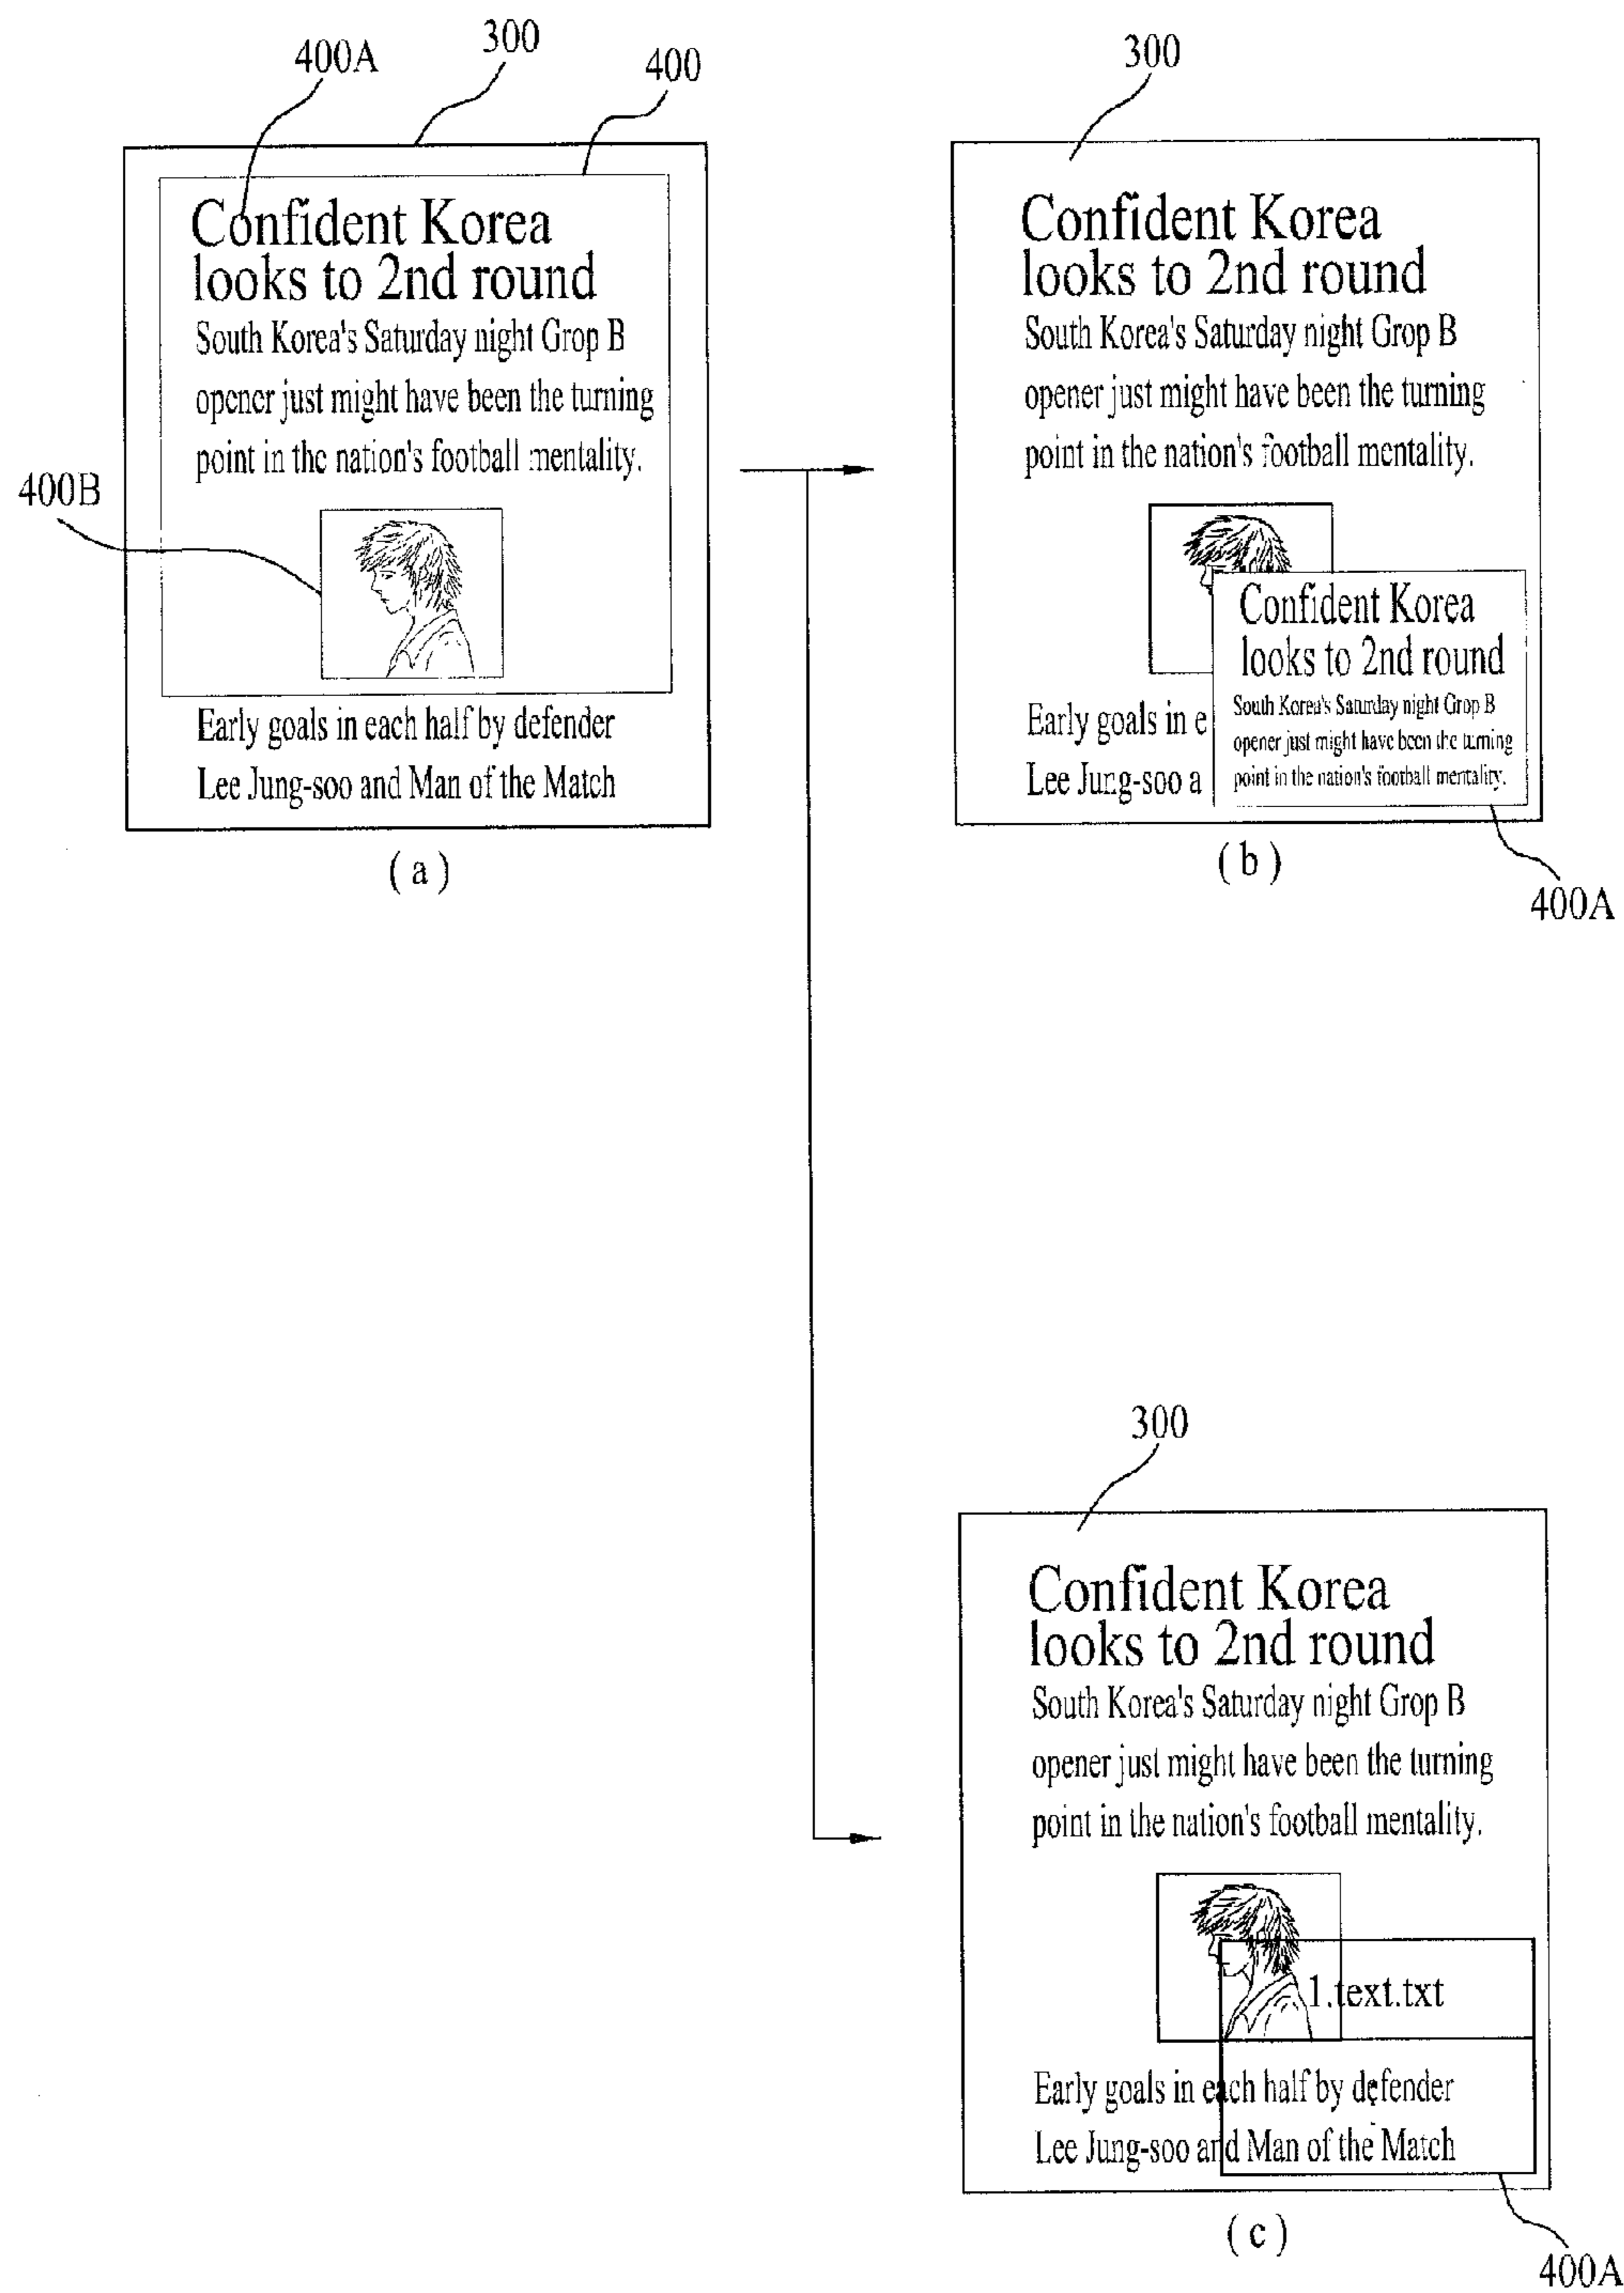 400A
300
400
Confident Korea
looks to 2nd round
South Korea's Saturday night Grop B
opener just might have been the turning
point in the nation's football mentality.
400B
Early goals in each half by defender
Lee Jung-soo and Man of the Match
(a)
300
Confident Korea
looks to 2nd round
South Korea's Saturday night Grop B
opener just might have been the turning
point in the nation's football mentality.
Confident Korea
looks to 2nd round
South Korea's Saturday night Grop B
opener just might have been the turning
point in the nation's football mentality.
Early goals in e
Lee Jung-soo a
(b)
400A
300
Confident Korea
looks to 2nd round
South Korea's Saturday night Grop B
opener just might have been the turning
point in the nation's football mentality.
1.text.txt
Early goals in each half by defender
Lee Jung-soo and Man of the Match
(c)
400A